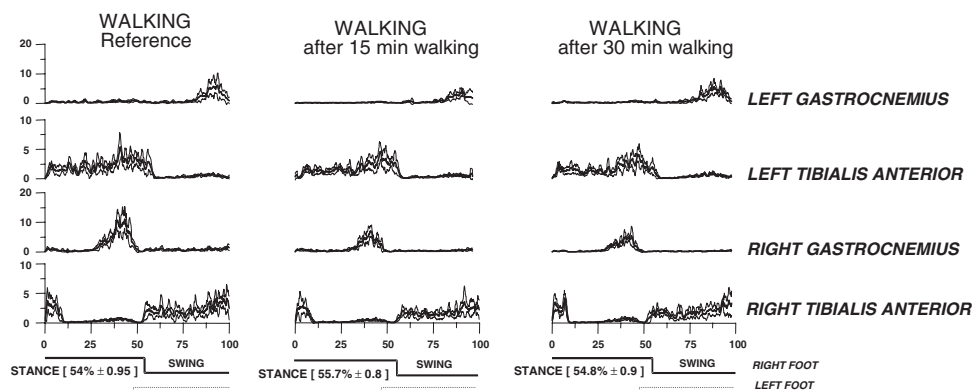 WALKING
Reference
WALKING
after 15 min walking
WALKING
after 30 min walking
20
10
0
LEFT GASTROCNEMIUS
10
5
0
LEFT TIBIALIS ANTERIOR
20
10
0
RIGHT GASTROCNEMIUS
10
5
0
RIGHT TIBIALIS ANTERIOR
0 25 50 75 100
0 25 50 75 100
0 25 50 75 100
STANCE [ 54% ± 0.95 ] SWING
STANCE [ 55.7% ± 0.8 ] SWING
STANCE [ 54.8% ± 0.9 ] SWING
RIGHT FOOT
LEFT FOOT